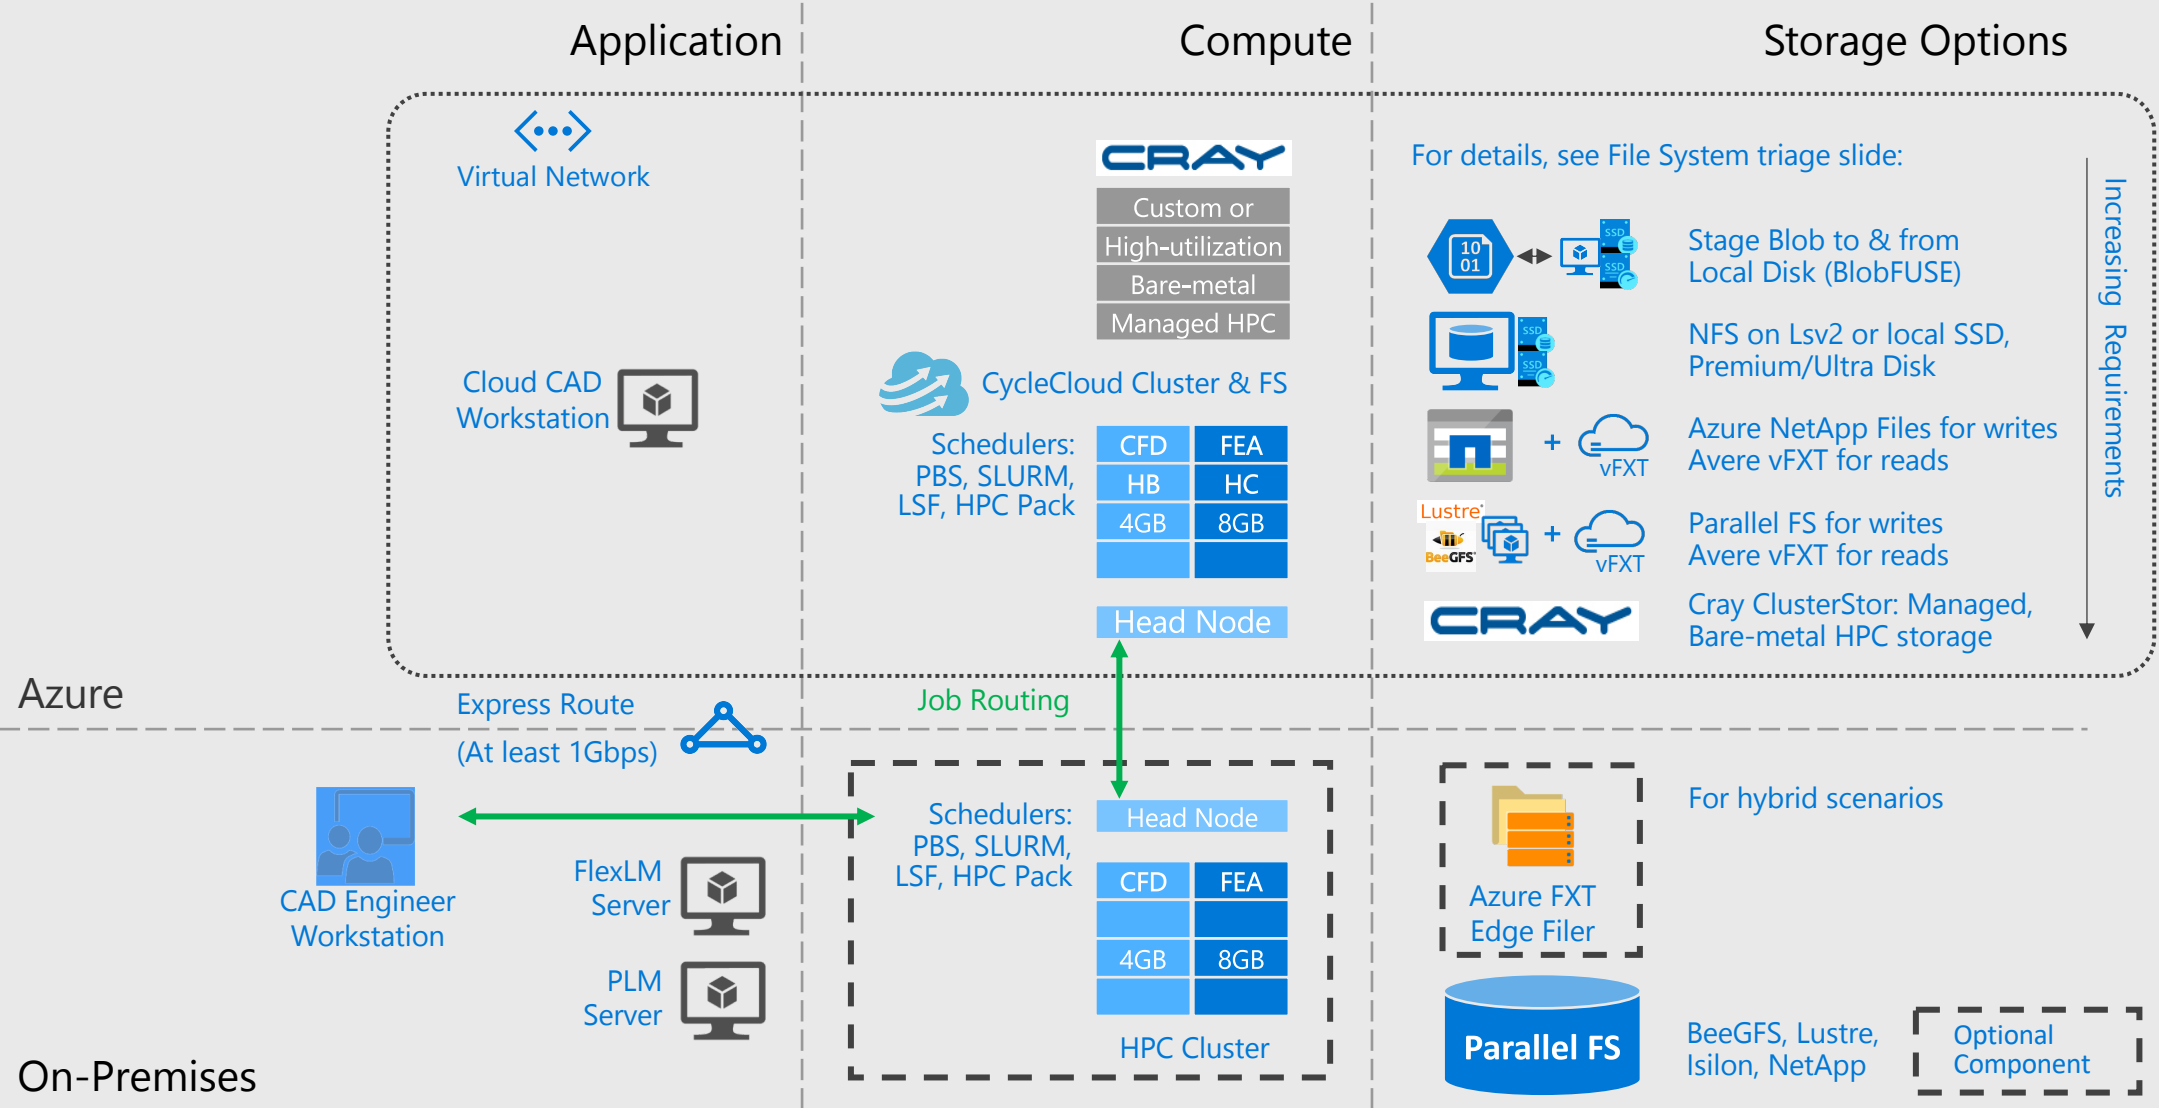 Application
Compute
Storage Options
Virtual Network
Cloud CAD
Workstation
CRAY
Custom or
High-utilization
Bare-metal
Managed HPC
CycleCloud Cluster & FS
Schedulers:
PBS, SLURM,
LSF, HPC Pack
CFD FEA
HB HC
4GB 8GB
Head Node
For details, see File System triage slide:
10
01
SSD
SSD
Stage Blob to & from
Local Disk (BlobFUSE)
SSD
SSD
NFS on Lsv2 or local SSD,
Premium/Ultra Disk
+
vFXT
Azure NetApp Files for writes
Avere vFXT for reads
Lustre
BeeGFS
+
vFXT
Parallel FS for writes
Avere vFXT for reads
CRAY
Cray ClusterStor: Managed,
Bare-metal HPC storage
Increasing Requirements
Azure
Express Route
(At least 1Gbps)
Job Routing
CAD Engineer
Workstation
FlexLM
Server
PLM
Server
Schedulers:
PBS, SLURM,
LSF, HPC Pack
Head Node
CFD FEA
4GB 8GB
HPC Cluster
For hybrid scenarios
Azure FXT
Edge Filer
Parallel FS
BeeGFS, Lustre,
Isilon, NetApp
Optional
Component
On-Premises